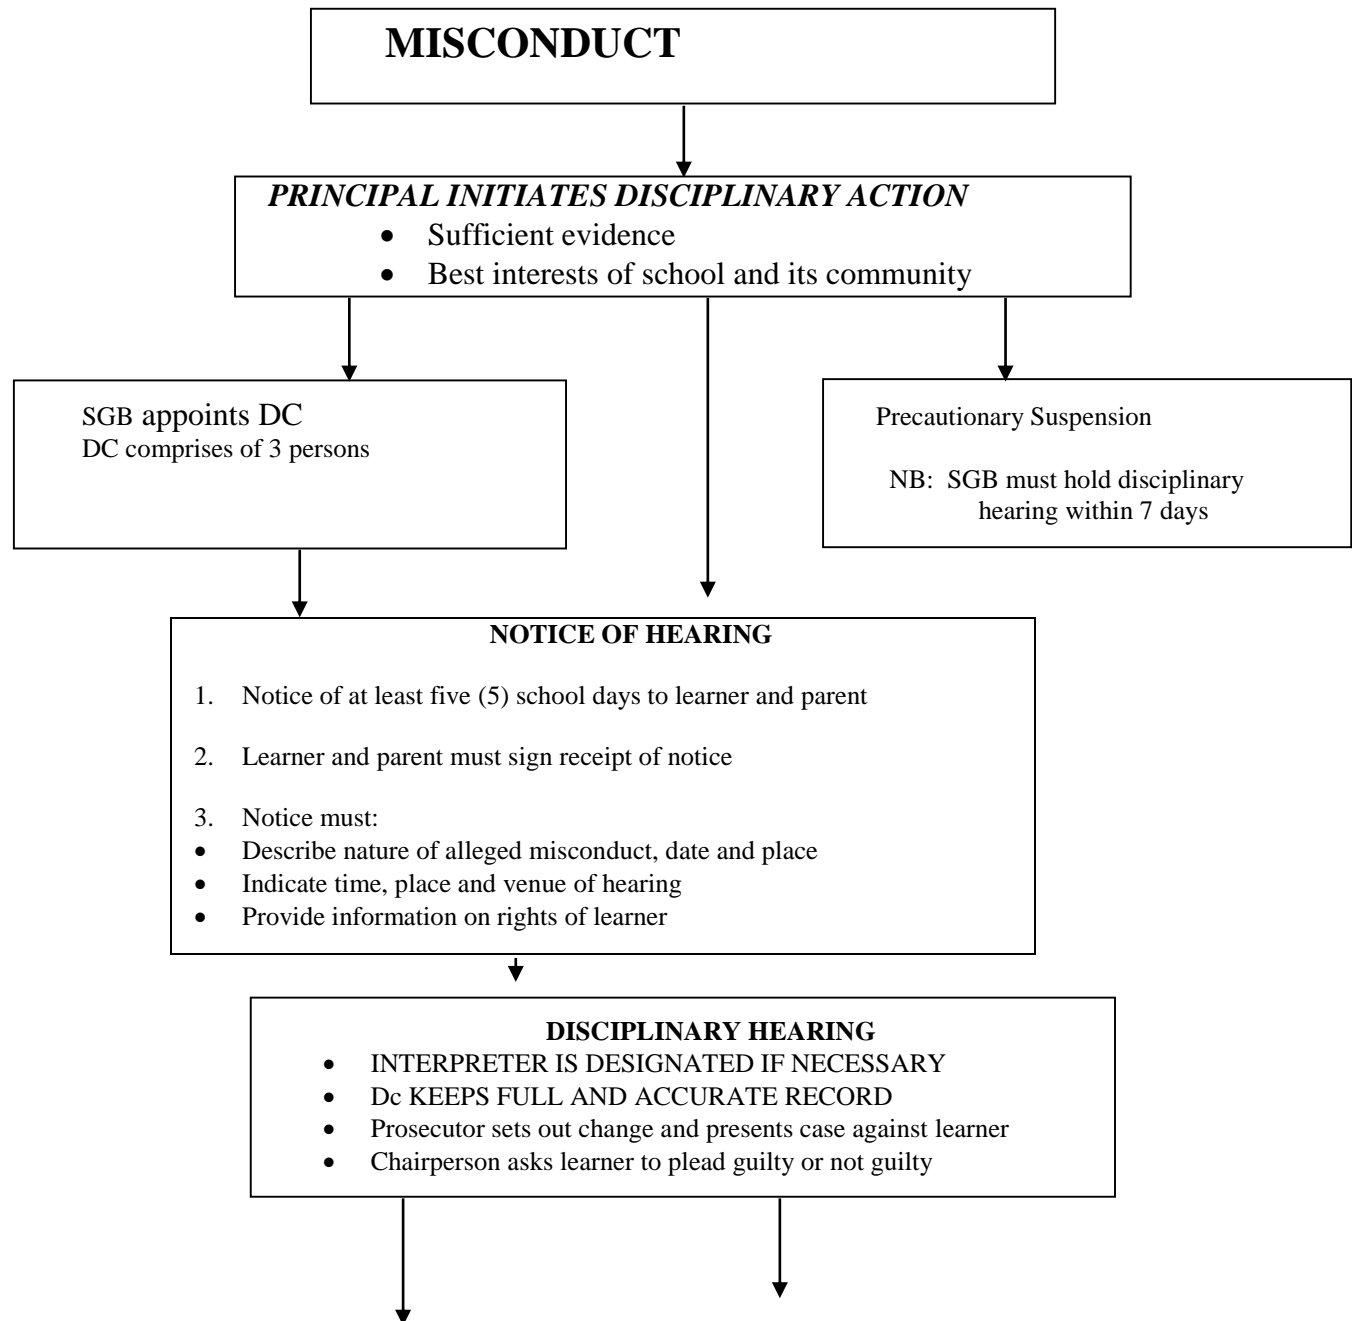 MISCONDUCT
PRINCIPAL INITIATES DISCIPLINARY ACTION
• Sufficient evidence
• Best interests of school and its community
SGB appoints DC
DC comprises of 3 persons
Precautionary Suspension
NB: SGB must hold disciplinary
hearing within 7 days
NOTICE OF HEARING
1. Notice of at least five (5) school days to learner and parent
2. Learner and parent must sign receipt of notice
3. Notice must:
• Describe nature of alleged misconduct, date and place
• Indicate time, place and venue of hearing
• Provide information on rights of learner
DISCIPLINARY HEARING
• INTERPRETER IS DESIGNATED IF NECESSARY
• Dc KEEPS FULL AND ACCURATE RECORD
• Prosecutor sets out change and presents case against learner
• Chairperson asks learner to plead guilty or not guilty